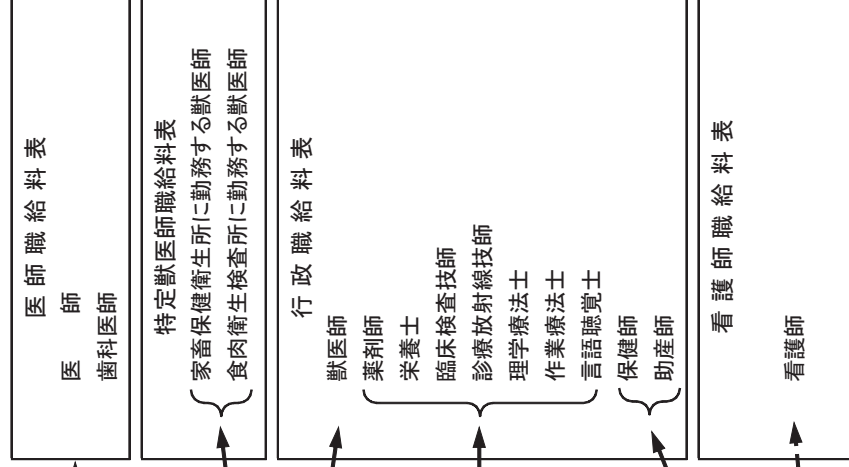 医師職給料表
医師
歯科医師
特定獣医師職給料表
家畜保健衛生所に勤務する獣医師
食肉衛生検査所に勤務する獣医師
行政職給料表
獣医師
薬剤師
栄養士
臨床検査技師
診療放射線技師
理学療法士
作業療法士
言語聴覚士
保健師
助産師
看護師職給料表
看護師